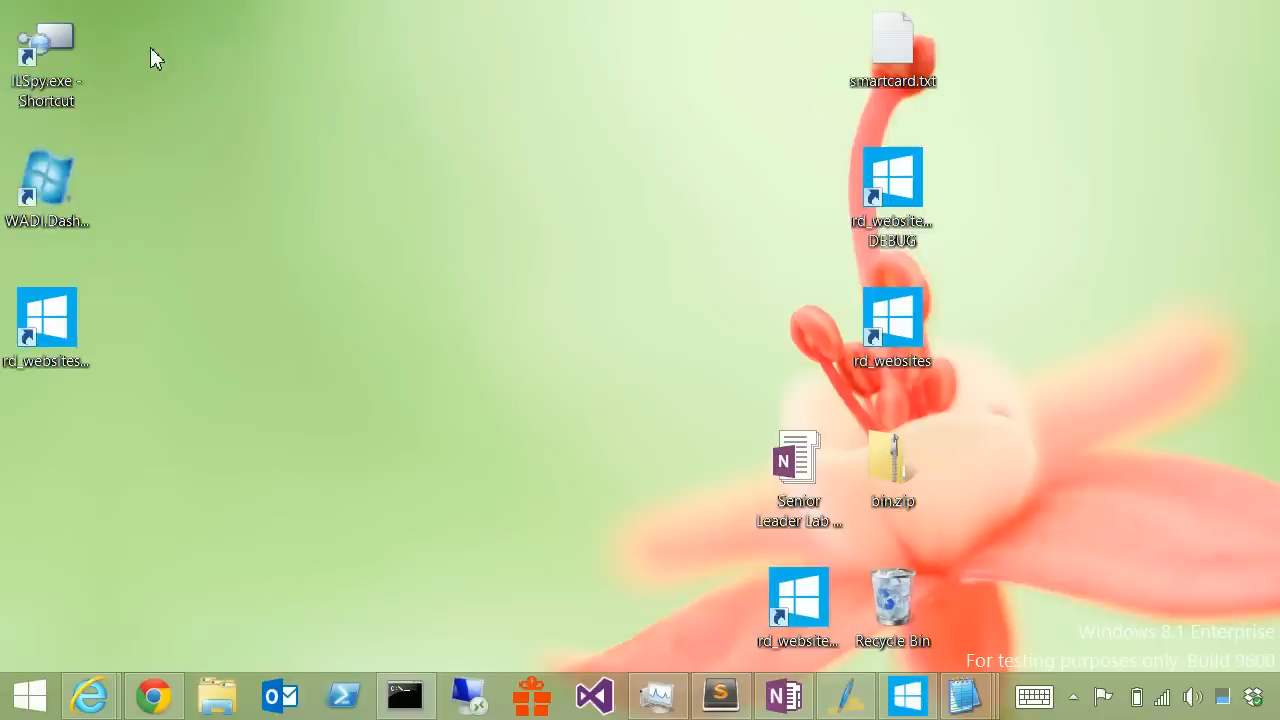 ILSpy.exe -
Shortcut
WADI.Dash...
rd_websites...
smartcard.txt
rd_website...
DEBUG
rd_websites
Senior
Leader Lab ...
bin.zip
rd_website...
Recycle Bin
Windows 8.1 Enterprise
For testing purposes only. Build 9600